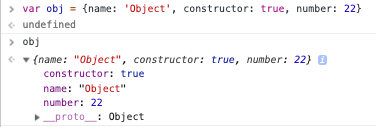 > var obj = {name: 'Object', constructor: true, number: 22}
< undefined
> obj
< ▼ {name: "Object", constructor: true, number: 22} i
constructor: true
name: "Object"
number: 22
▶ __proto__: Object